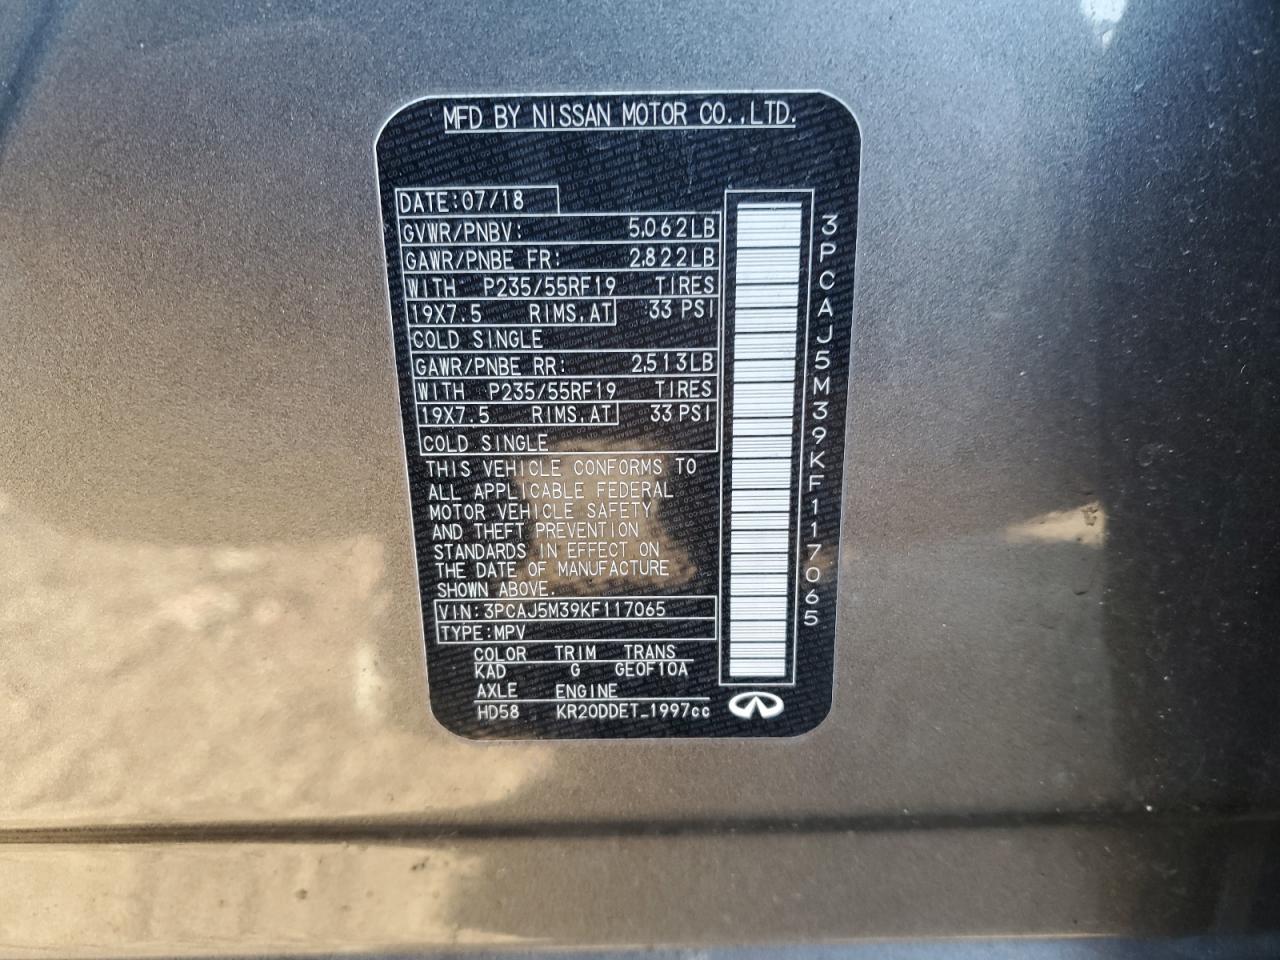 MFD BY NISSAN MOTOR CO.,LTD.
DATE:07/18
GVWR/PNBV: 5,062LB
GAWR/PNBE FR: 2,822LB
WITH P235/55RF19 TIRES
19X7.5 RIMS,AT 33 PSI
COLD SINGLE
GAWR/PNBE RR: 2,513LB
WITH P235/55RF19 TIRES
19X7.5 RIMS,AT 33 PSI
COLD SINGLE
THIS VEHICLE CONFORMS TO
ALL APPLICABLE FEDERAL
MOTOR VEHICLE SAFETY
AND THEFT PREVENTION
STANDARDS IN EFFECT ON
THE DATE OF MANUFACTURE
SHOWN ABOVE.
VIN:3PCAJ5M39KF117065
TYPE:MPV
COLOR TRIM TRANS
KAD G GE0F10A
AXLE ENGINE
HD58 KR20DDET_1997cc
3PCAJ5M39KF117065